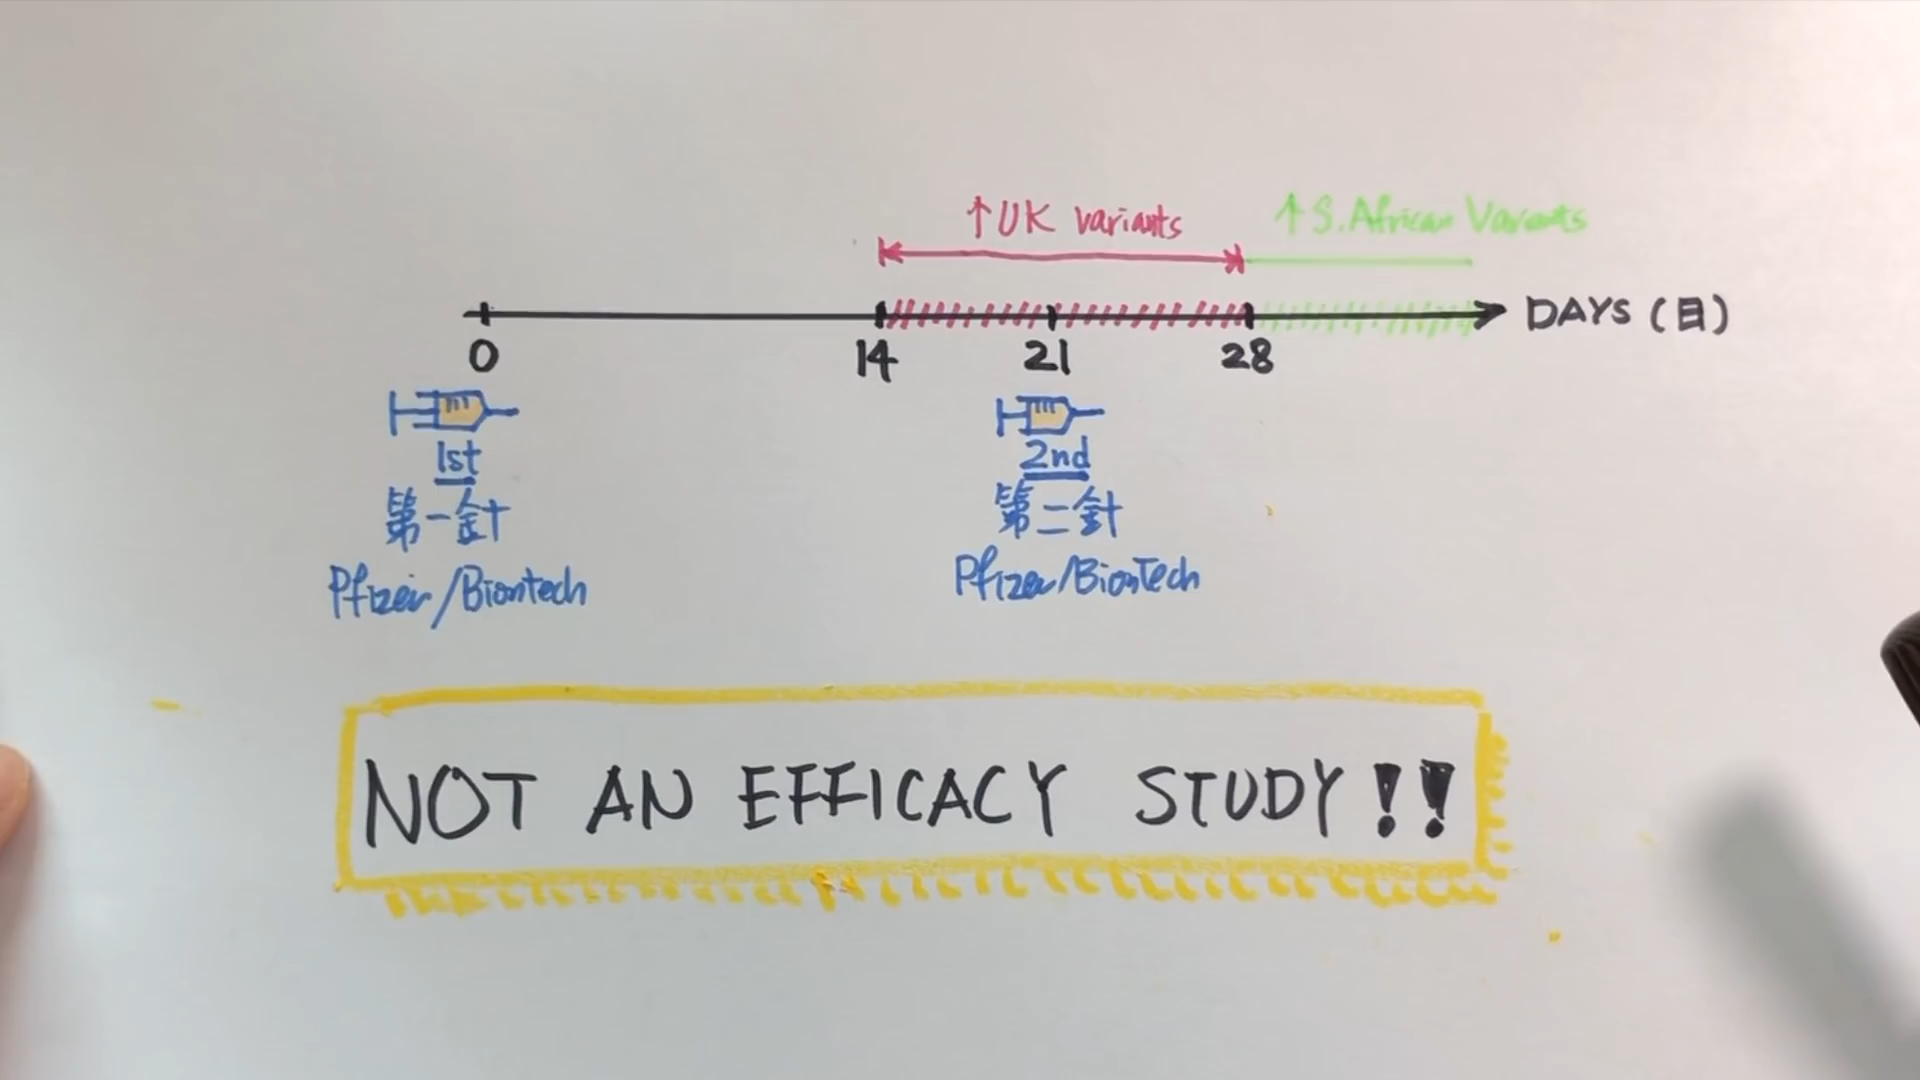 ↑UK variants
↑S. African Variants
DAYS (日)
0
14
21
28
1st
第一針
Pfizer/Biontech
2nd
第二針
Pfizer/BionTech
NOT AN EFFICACY STUDY!!